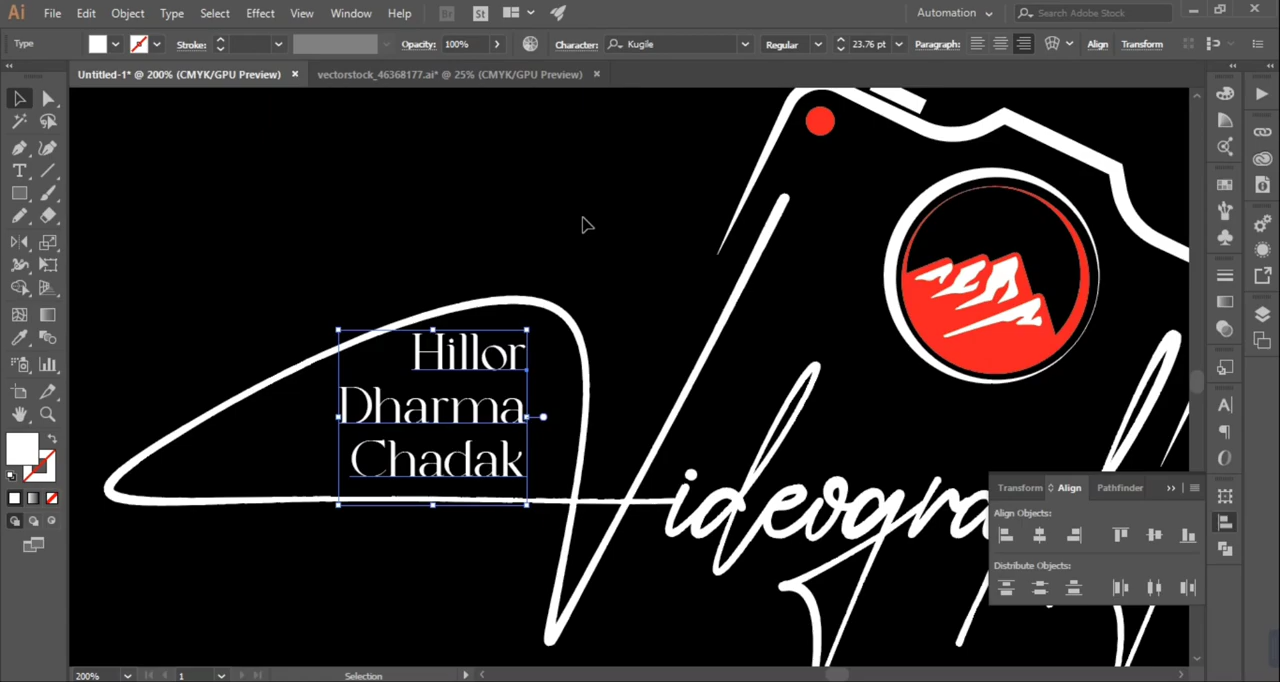 Ai File Edit Object Type Select Effect View Window Help Br St Automation Search Adobe Stock
Type Stroke: Opacity: 100% Character: Kugile Regular 23.76 pt Paragraph: Align Transform
Untitled-1* @ 200% (CMYK/GPU Preview) × vectorstock_46368177.ai* @ 25% (CMYK/GPU Preview) ×
Hillor
Dharma
Chadak
Transform Align Pathfinder
Align Objects:
Distribute Objects:
200% 1 Selection